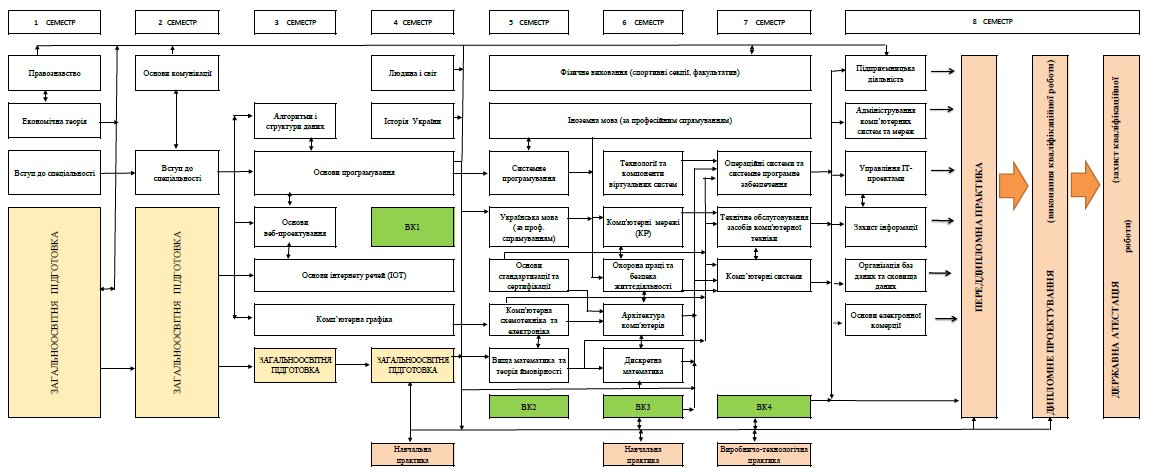 1 СЕМЕСТР
2 СЕМЕСТР
3 СЕМЕСТР
4 СЕМЕСТР
5 СЕМЕСТР
6 СЕМЕСТР
7 СЕМЕСТР
8 СЕМЕСТР
Правознавство
Економічна теорія
Вступ до спеціальності
ЗАГАЛЬНООСВІТНЯ ПІДГОТОВКА
Основи комунікації
Вступ до
спеціальності
ЗАГАЛЬНООСВІТНЯ ПІДГОТОВКА
Алгоритми і
структури даних
Основи програмування
Основи
веб-проектування
Основи інтернету речей (ІОТ)
Комп'ютерна графіка
ЗАГАЛЬНООСВІТНЯ
ПІДГОТОВКА
Людина і світ
Історія України
ВК1
ЗАГАЛЬНООСВІТНЯ
ПІДГОТОВКА
Навчальна
практика
Фізичне виховання (спортивні секції, факультатив)
Іноземна мова (за професійним спрямуванням)
Системне
програмування
Українська мова
(за проф.
спрямуванням)
Основи
стандартизації та
сертифікації
Комп'ютерна
схемотехніка та
електроніка
Вища математика та
теорія ймовірності
ВК2
Технології та
компоненти
віртуальних систем
Комп'ютерні мережі
(КР)
Охорона праці та
безпека
життєдіяльності
Архітектура
комп'ютерів
Дискретна
математика
ВК3
Навчальна
практика
Операційні системи та
системне програмне
забезпечення
Технічне обслуговування
засобів комп'ютерної
техніки
Комп'ютерні системи
ВК4
Виробничо-технологічна
практика
Підприємницька
діяльність
Адміністрування
комп'ютерних
систем та мереж
Управління ІТ-
проектами
Захист інформації
Організація баз
даних та сховища
даних
Основи електронної
комерції
ПЕРЕДДИПЛОМНА ПРАКТИКА
ДИПЛОМНЕ ПРОЕКТУВАННЯ (виконання кваліфікаційної роботи)
ДЕРЖАВНА АТЕСТАЦІЯ (захист кваліфікаційної
роботи)